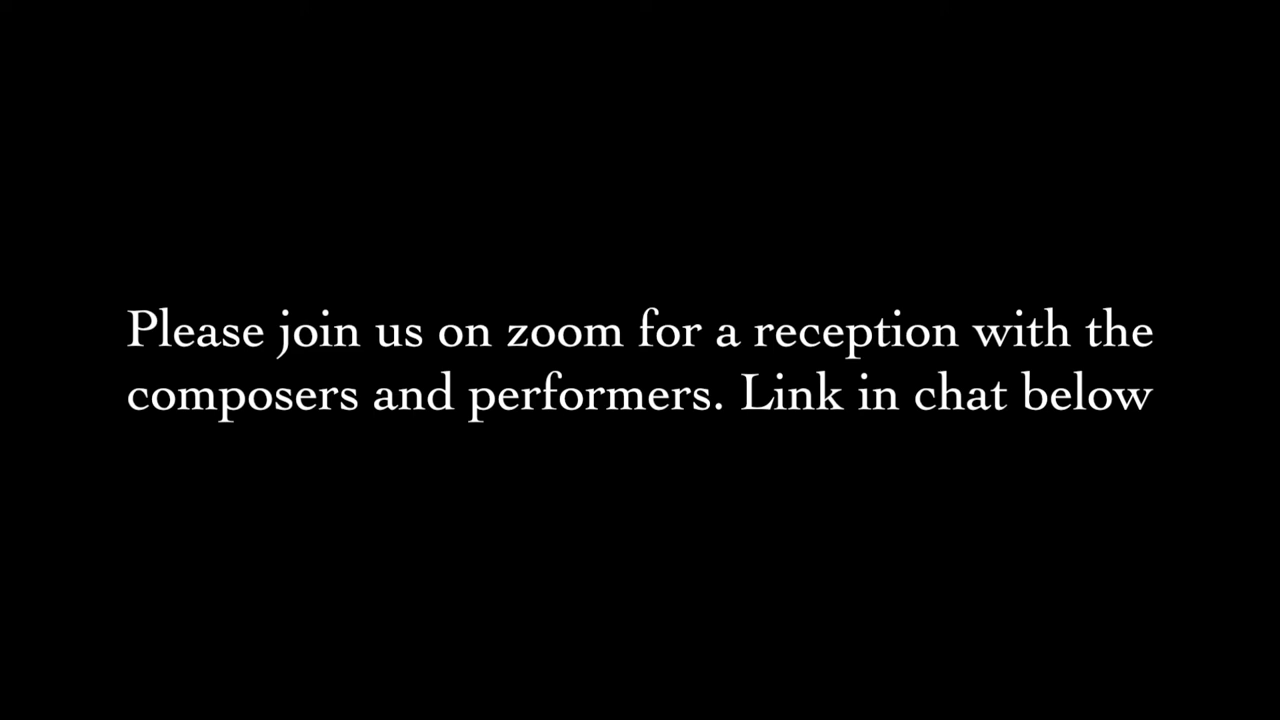 Please join us on zoom for a reception with the
composers and performers. Link in chat below